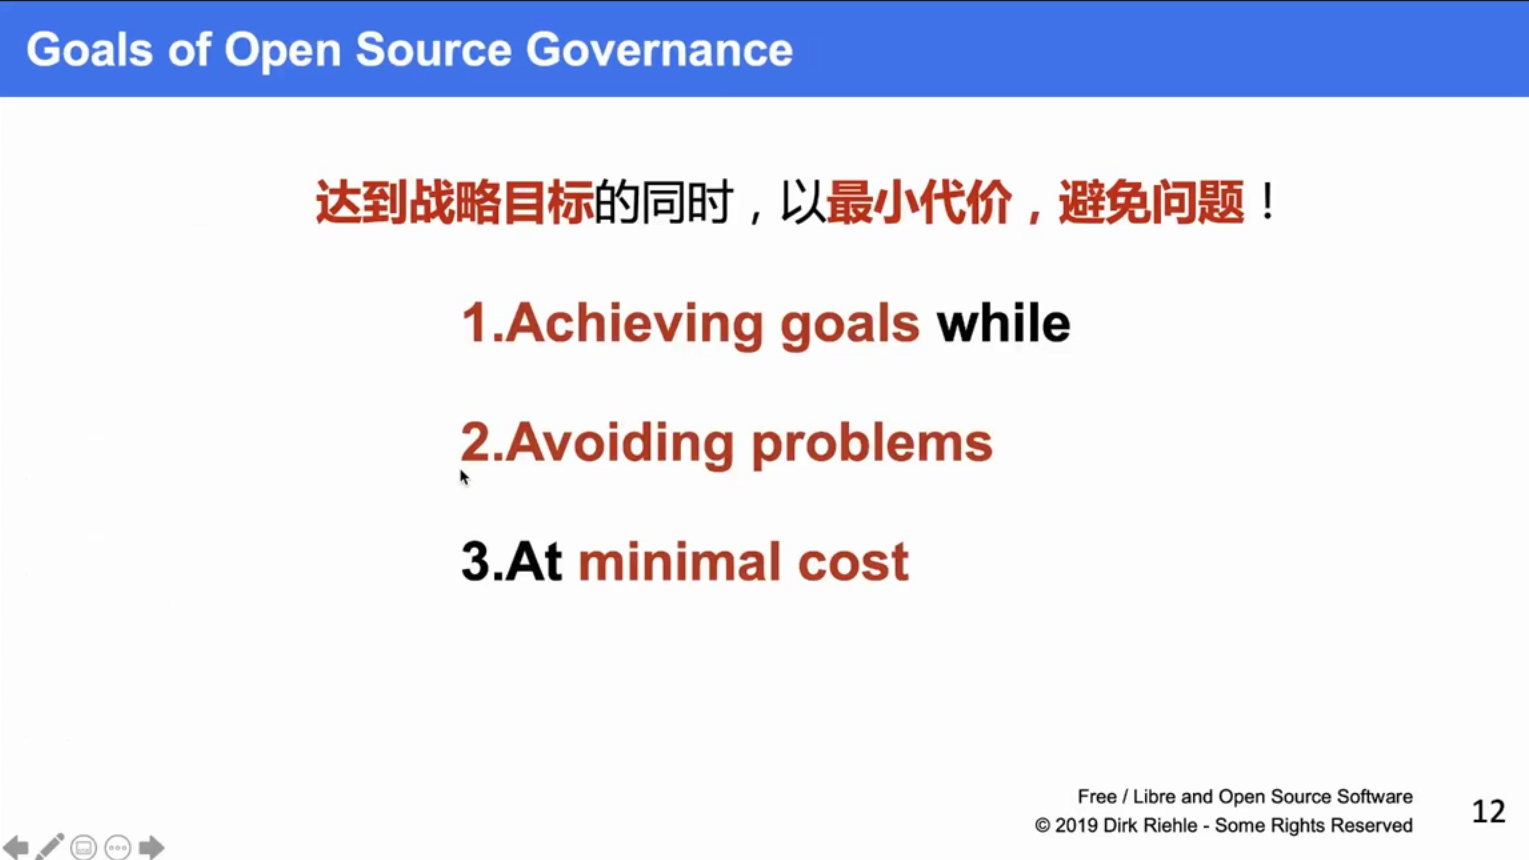 Goals of Open Source Governance
达到战略目标的同时，以最小代价，避免问题！
1.Achieving goals while
2.Avoiding problems
3.At minimal cost
Free / Libre and Open Source Software
© 2019 Dirk Riehle - Some Rights Reserved
12